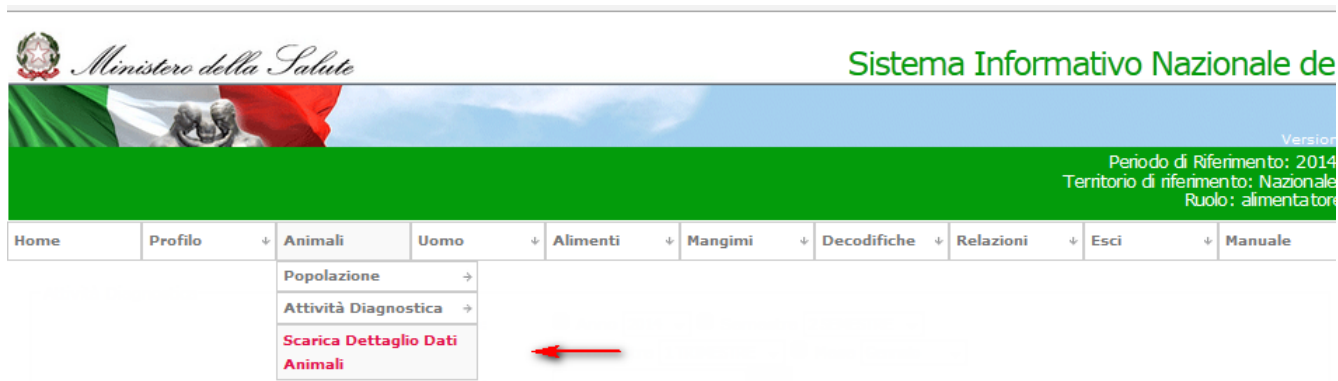 Ministero della Salute
Sistema Informativo Nazionale de
Version
Periodo di Riferimento: 2014
Territorio di riferimento: Nazionale
Ruolo: alimentatore
Home Profilo Animali Uomo Alimenti Mangimi Decodifiche Relazioni Esci Manuale
Popolazione
Attività Diagnostica
Scarica Dettaglio Dati
Animali